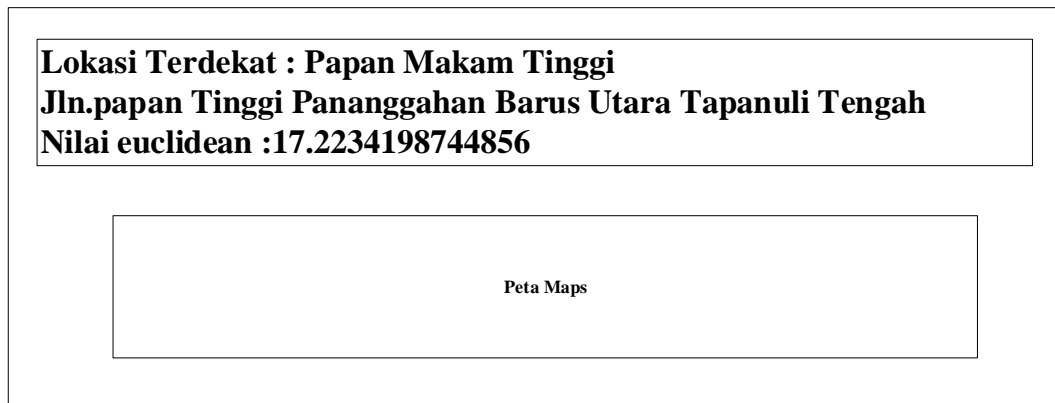 Lokasi Terdekat : Papan Makam Tinggi
Jln.papan Tinggi Pananggahan Barus Utara Tapanuli Tengah
Nilai euclidean :17.2234198744856
Peta Maps